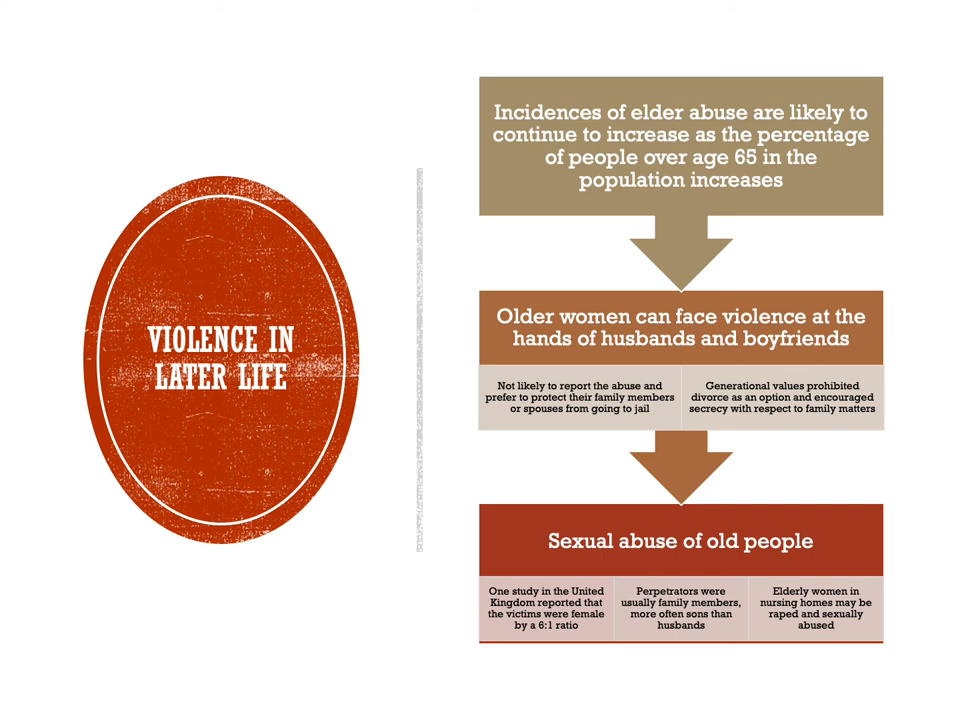 VIOLENCE IN
LATER LIFE
Incidences of elder abuse are likely to
continue to increase as the percentage
of people over age 65 in the
population increases
Older women can face violence at the
hands of husbands and boyfriends
Not likely to report the abuse and
prefer to protect their family members
or spouses from going to jail
Generational values prohibited
divorce as an option and encouraged
secrecy with respect to family matters
Sexual abuse of old people
One study in the United
Kingdom reported that
the victims were female
by a 6:1 ratio
Perpetrators were
usually family members,
more often sons than
husbands
Elderly women in
nursing homes may be
raped and sexually
abused